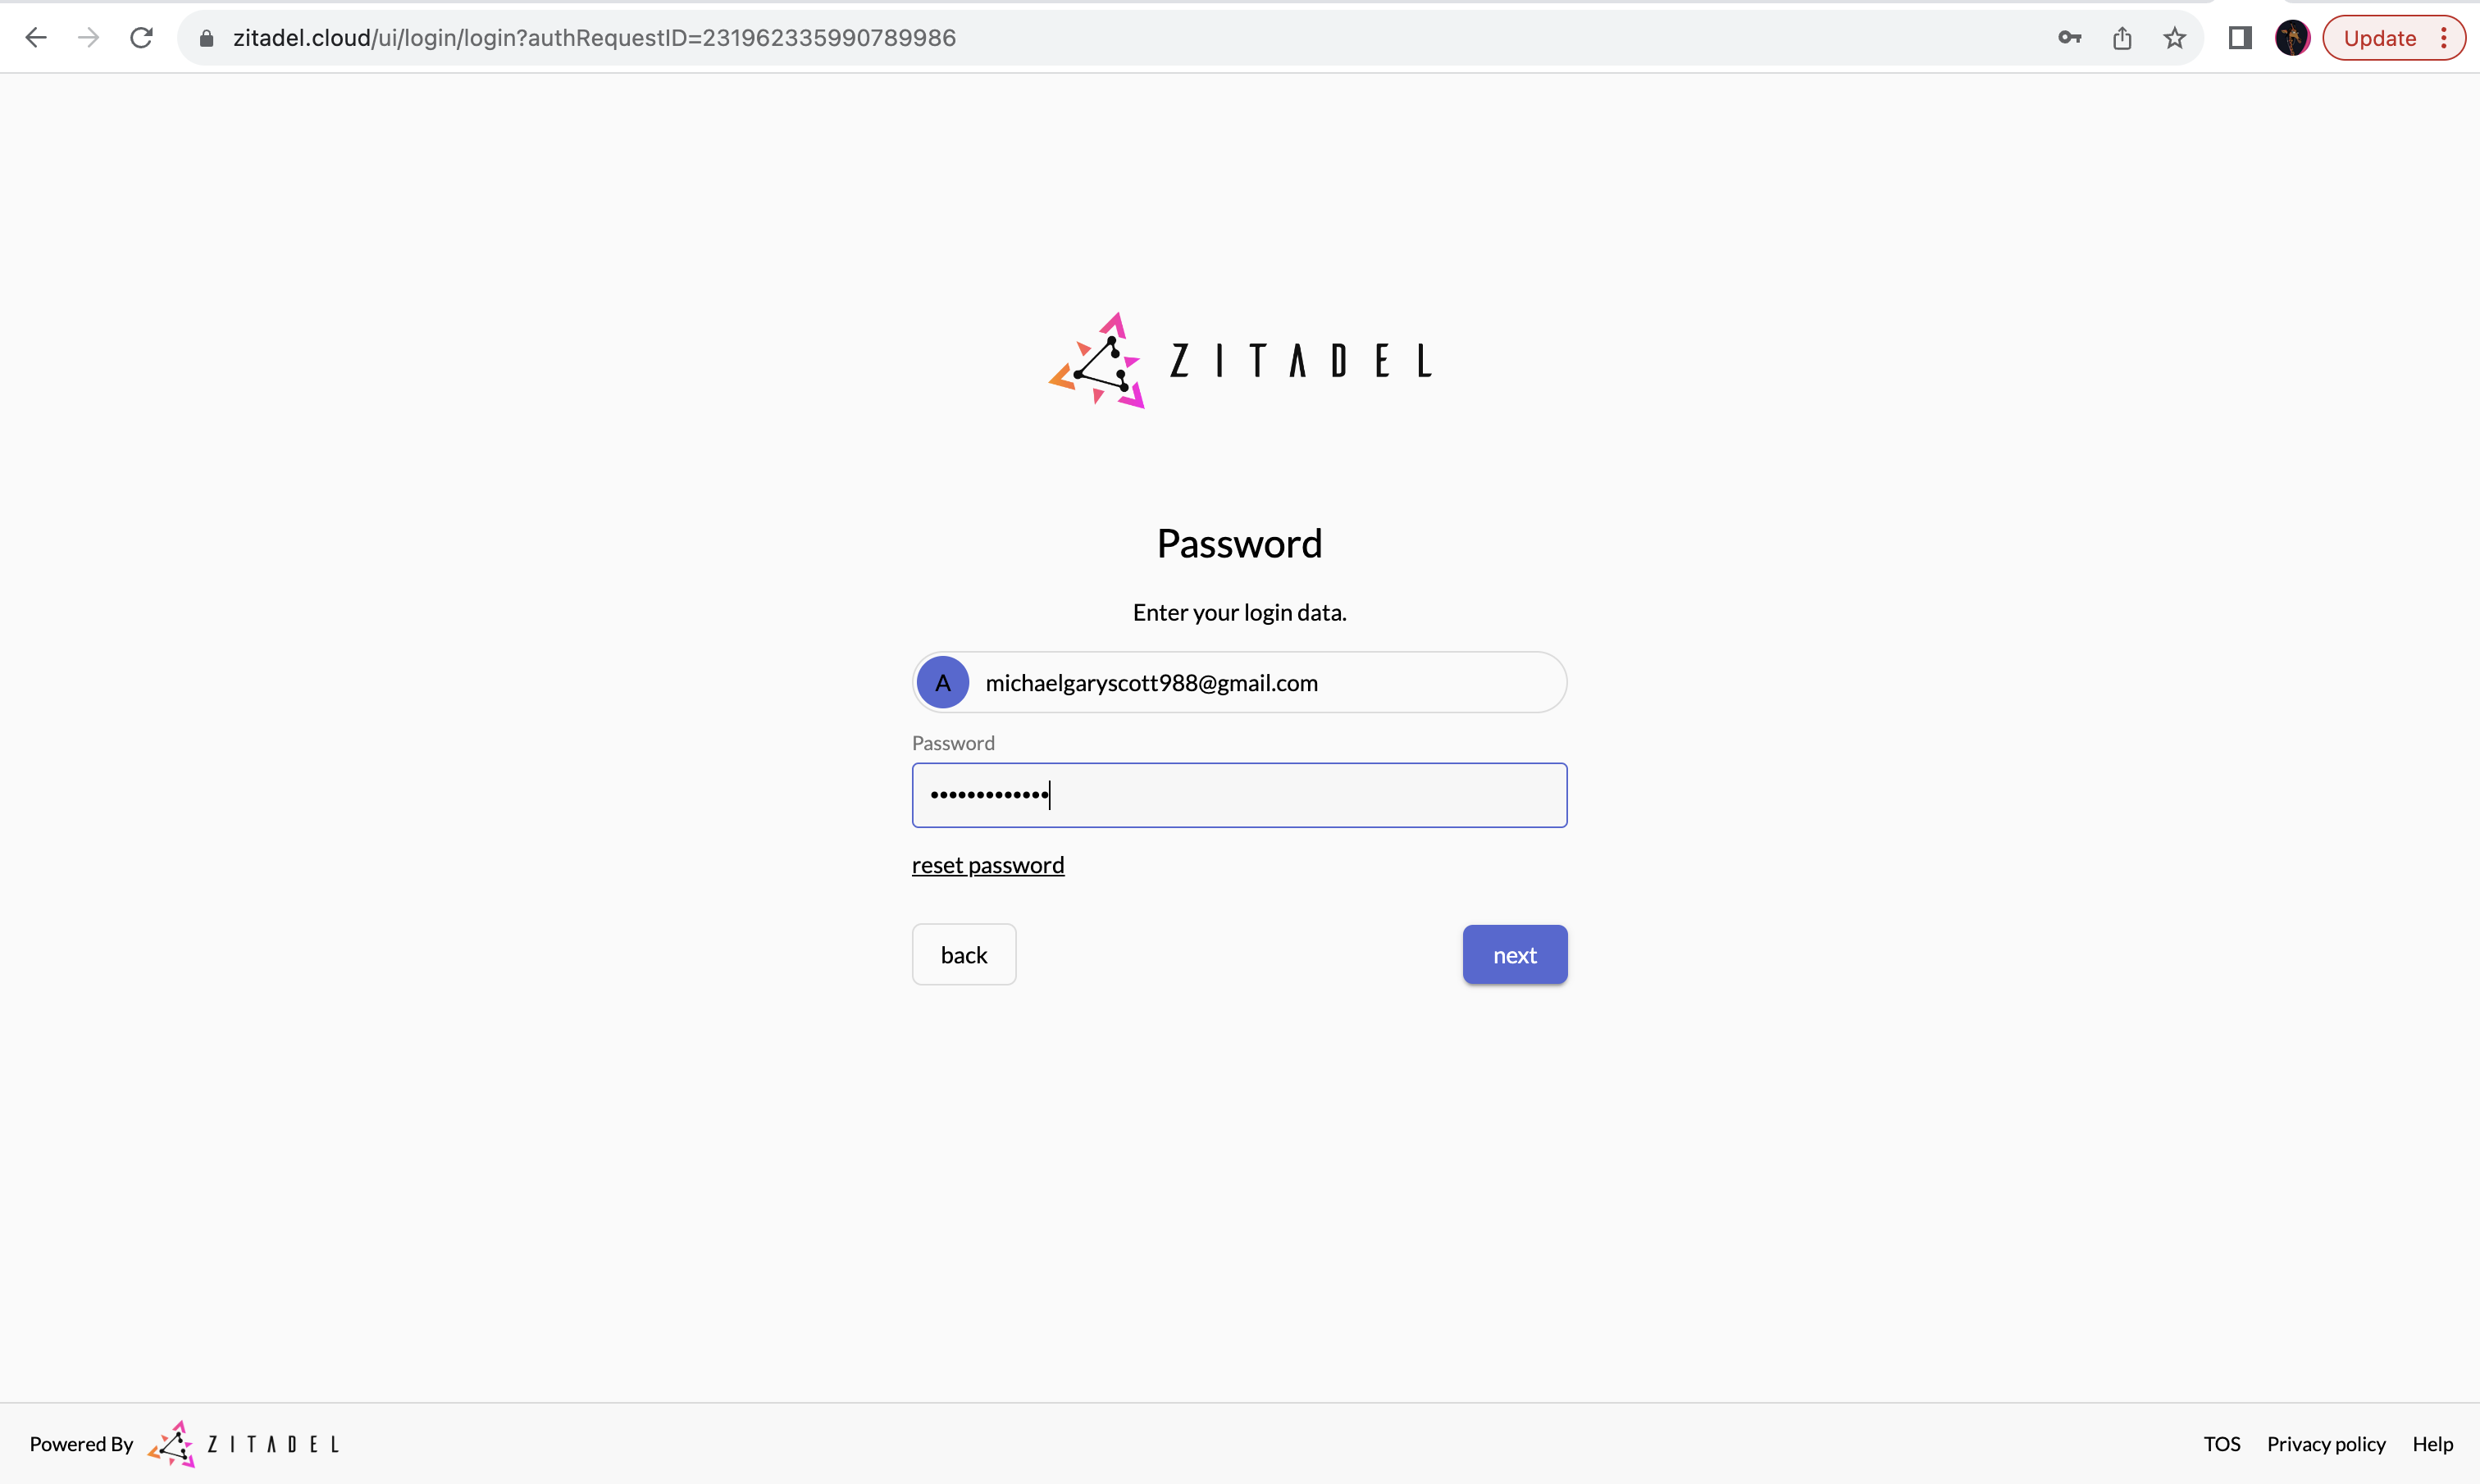 zitadel.cloud/ui/login/login?authRequestID=231962335990789986
Update
ZITADEL
Password
Enter your login data.
A
michaelgaryscott988@gmail.com
Password
•••••••••••••
reset password
back
next
Powered By ZITADEL
TOS Privacy policy Help